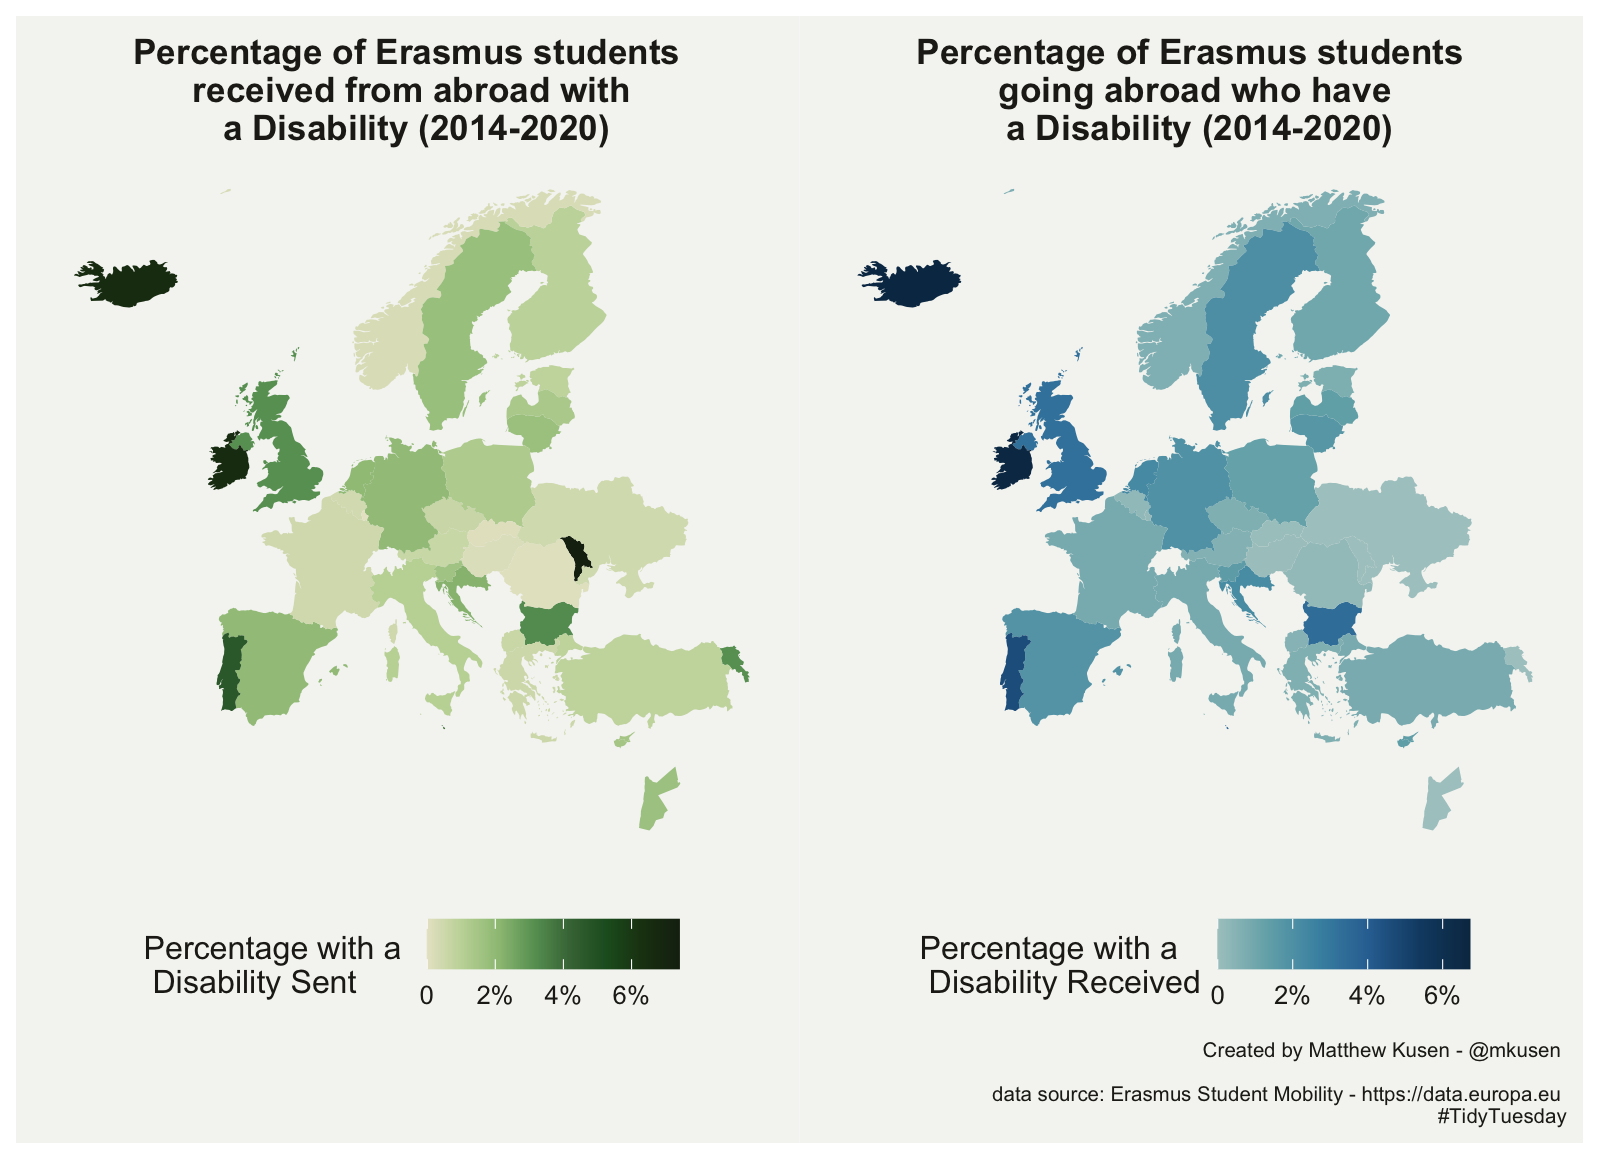 Percentage of Erasmus students
received from abroad with
a Disability (2014-2020)
Percentage of Erasmus students
going abroad who have
a Disability (2014-2020)
Percentage with a
Disability Sent
0 2% 4% 6%
Percentage with a
Disability Received
0 2% 4% 6%
Created by Matthew Kusen - @mkusen
data source: Erasmus Student Mobility - https://data.europa.eu
#TidyTuesday